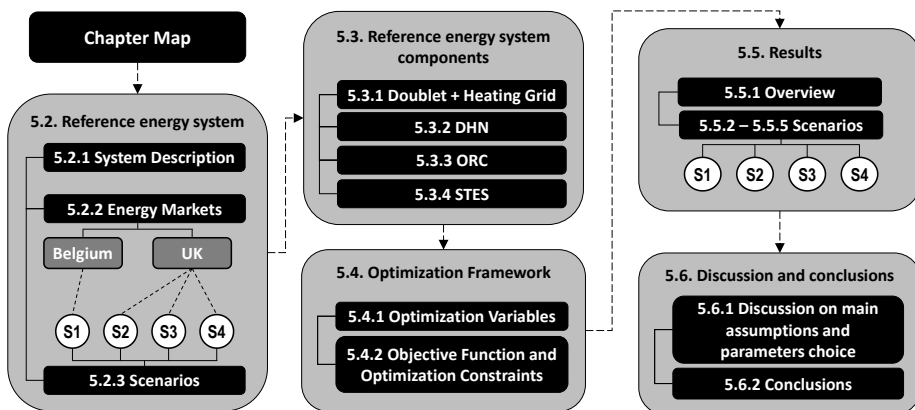 Chapter Map
5.2. Reference energy system
5.2.1 System Description
5.2.2 Energy Markets
Belgium
UK
S1
S2
S3
S4
5.2.3 Scenarios
5.3. Reference energy system
components
5.3.1 Doublet + Heating Grid
5.3.2 DHN
5.3.3 ORC
5.3.4 STES
5.4. Optimization Framework
5.4.1 Optimization Variables
5.4.2 Objective Function and
Optimization Constraints
5.5. Results
5.5.1 Overview
5.5.2 – 5.5.5 Scenarios
S1
S2
S3
S4
5.6. Discussion and conclusions
5.6.1 Discussion on main
assumptions and
parameters choice
5.6.2 Conclusions